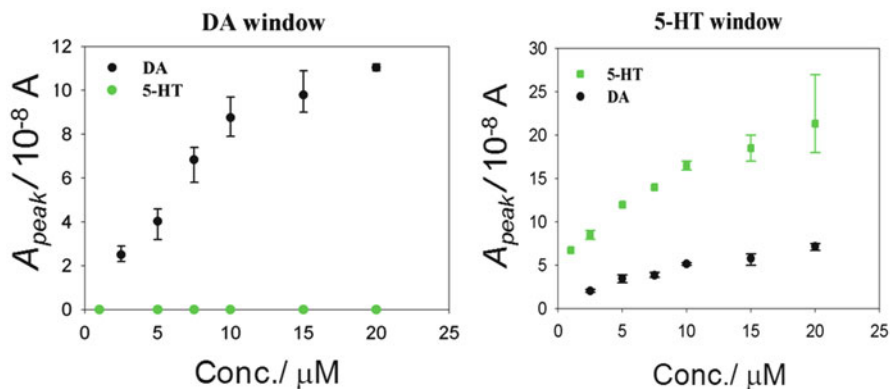 DA window
12
10
8
6
4
2
0
DA
5-HT
0 5 10 15 20 25
A_peak / 10^-8 A
Conc./ μM
5-HT window
30
25
20
15
10
5
0
5-HT
DA
0 5 10 15 20 25
A_peak / 10^-8 A
Conc./ μM